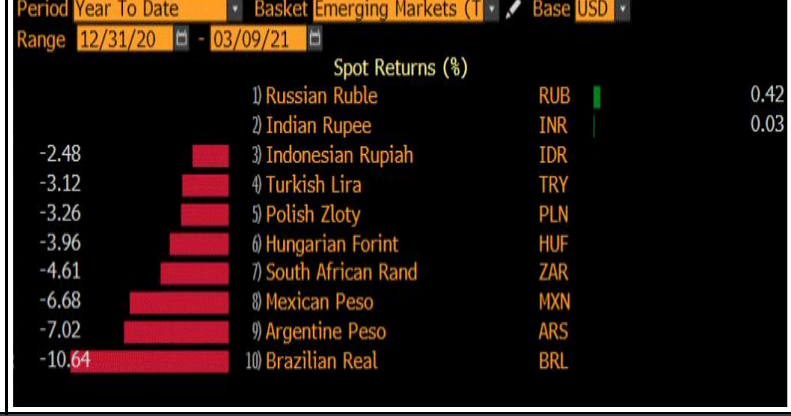 Period Year To Date Basket Emerging Markets (T Base USD
Range 12/31/20 - 03/09/21
Spot Returns (%)
1) Russian Ruble RUB 0.42
2) Indian Rupee INR 0.03
-2.48 3) Indonesian Rupiah IDR
-3.12 4) Turkish Lira TRY
-3.26 5) Polish Zloty PLN
-3.96 6) Hungarian Forint HUF
-4.61 7) South African Rand ZAR
-6.68 8) Mexican Peso MXN
-7.02 9) Argentine Peso ARS
-10.64 10) Brazilian Real BRL